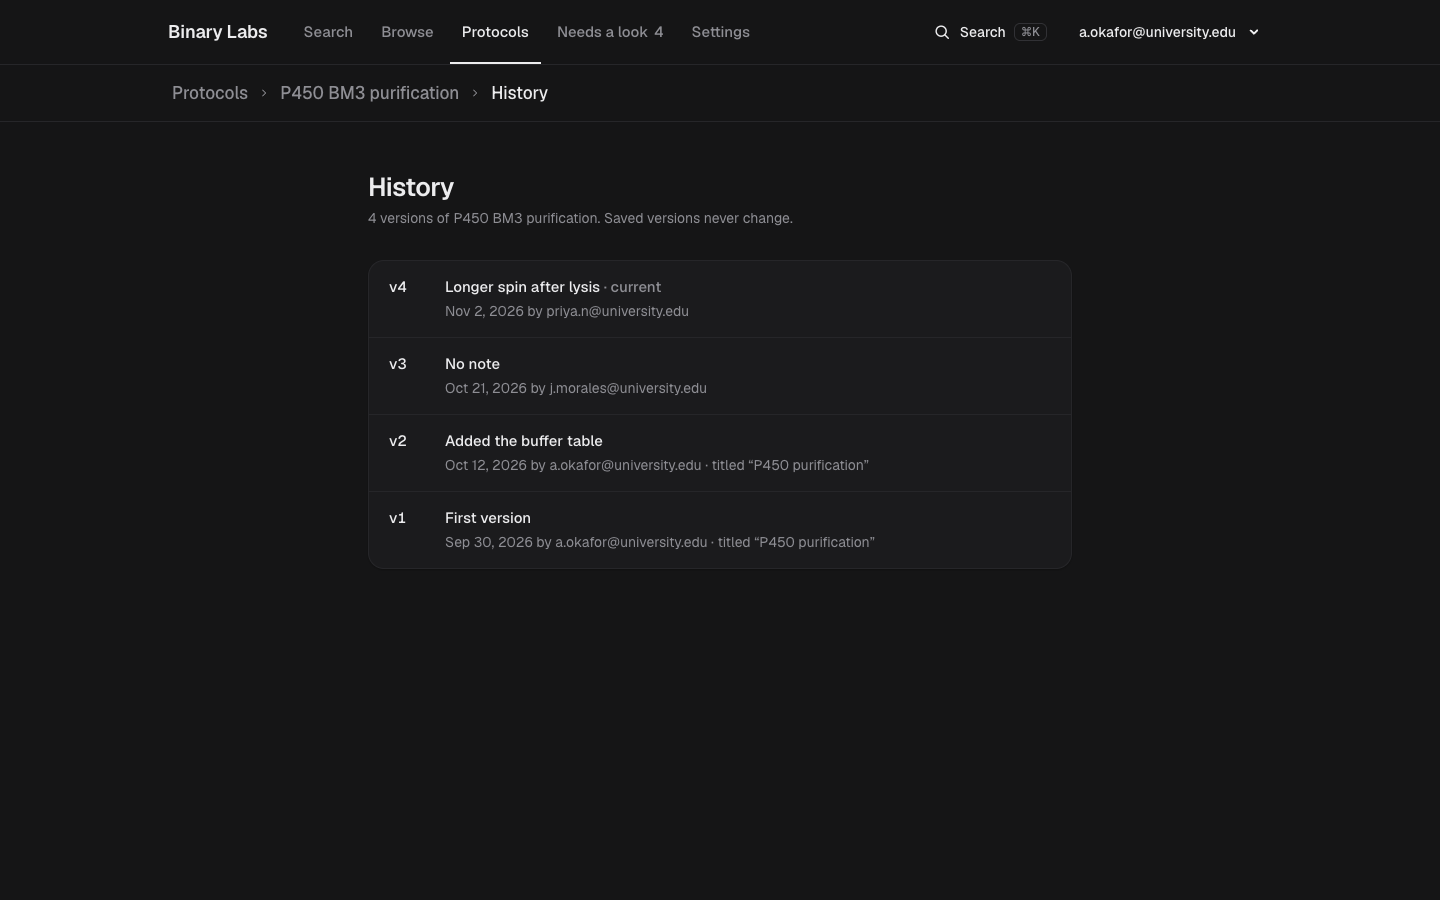 Binary Labs Search Browse Protocols Needs a look 4 Settings Search ⌘K a.okafor@university.edu
Protocols › P450 BM3 purification › History
History
4 versions of P450 BM3 purification. Saved versions never change.
v4 Longer spin after lysis · current
Nov 2, 2026 by priya.n@university.edu
v3 No note
Oct 21, 2026 by j.morales@university.edu
v2 Added the buffer table
Oct 12, 2026 by a.okafor@university.edu · titled “P450 purification”
v1 First version
Sep 30, 2026 by a.okafor@university.edu · titled “P450 purification”